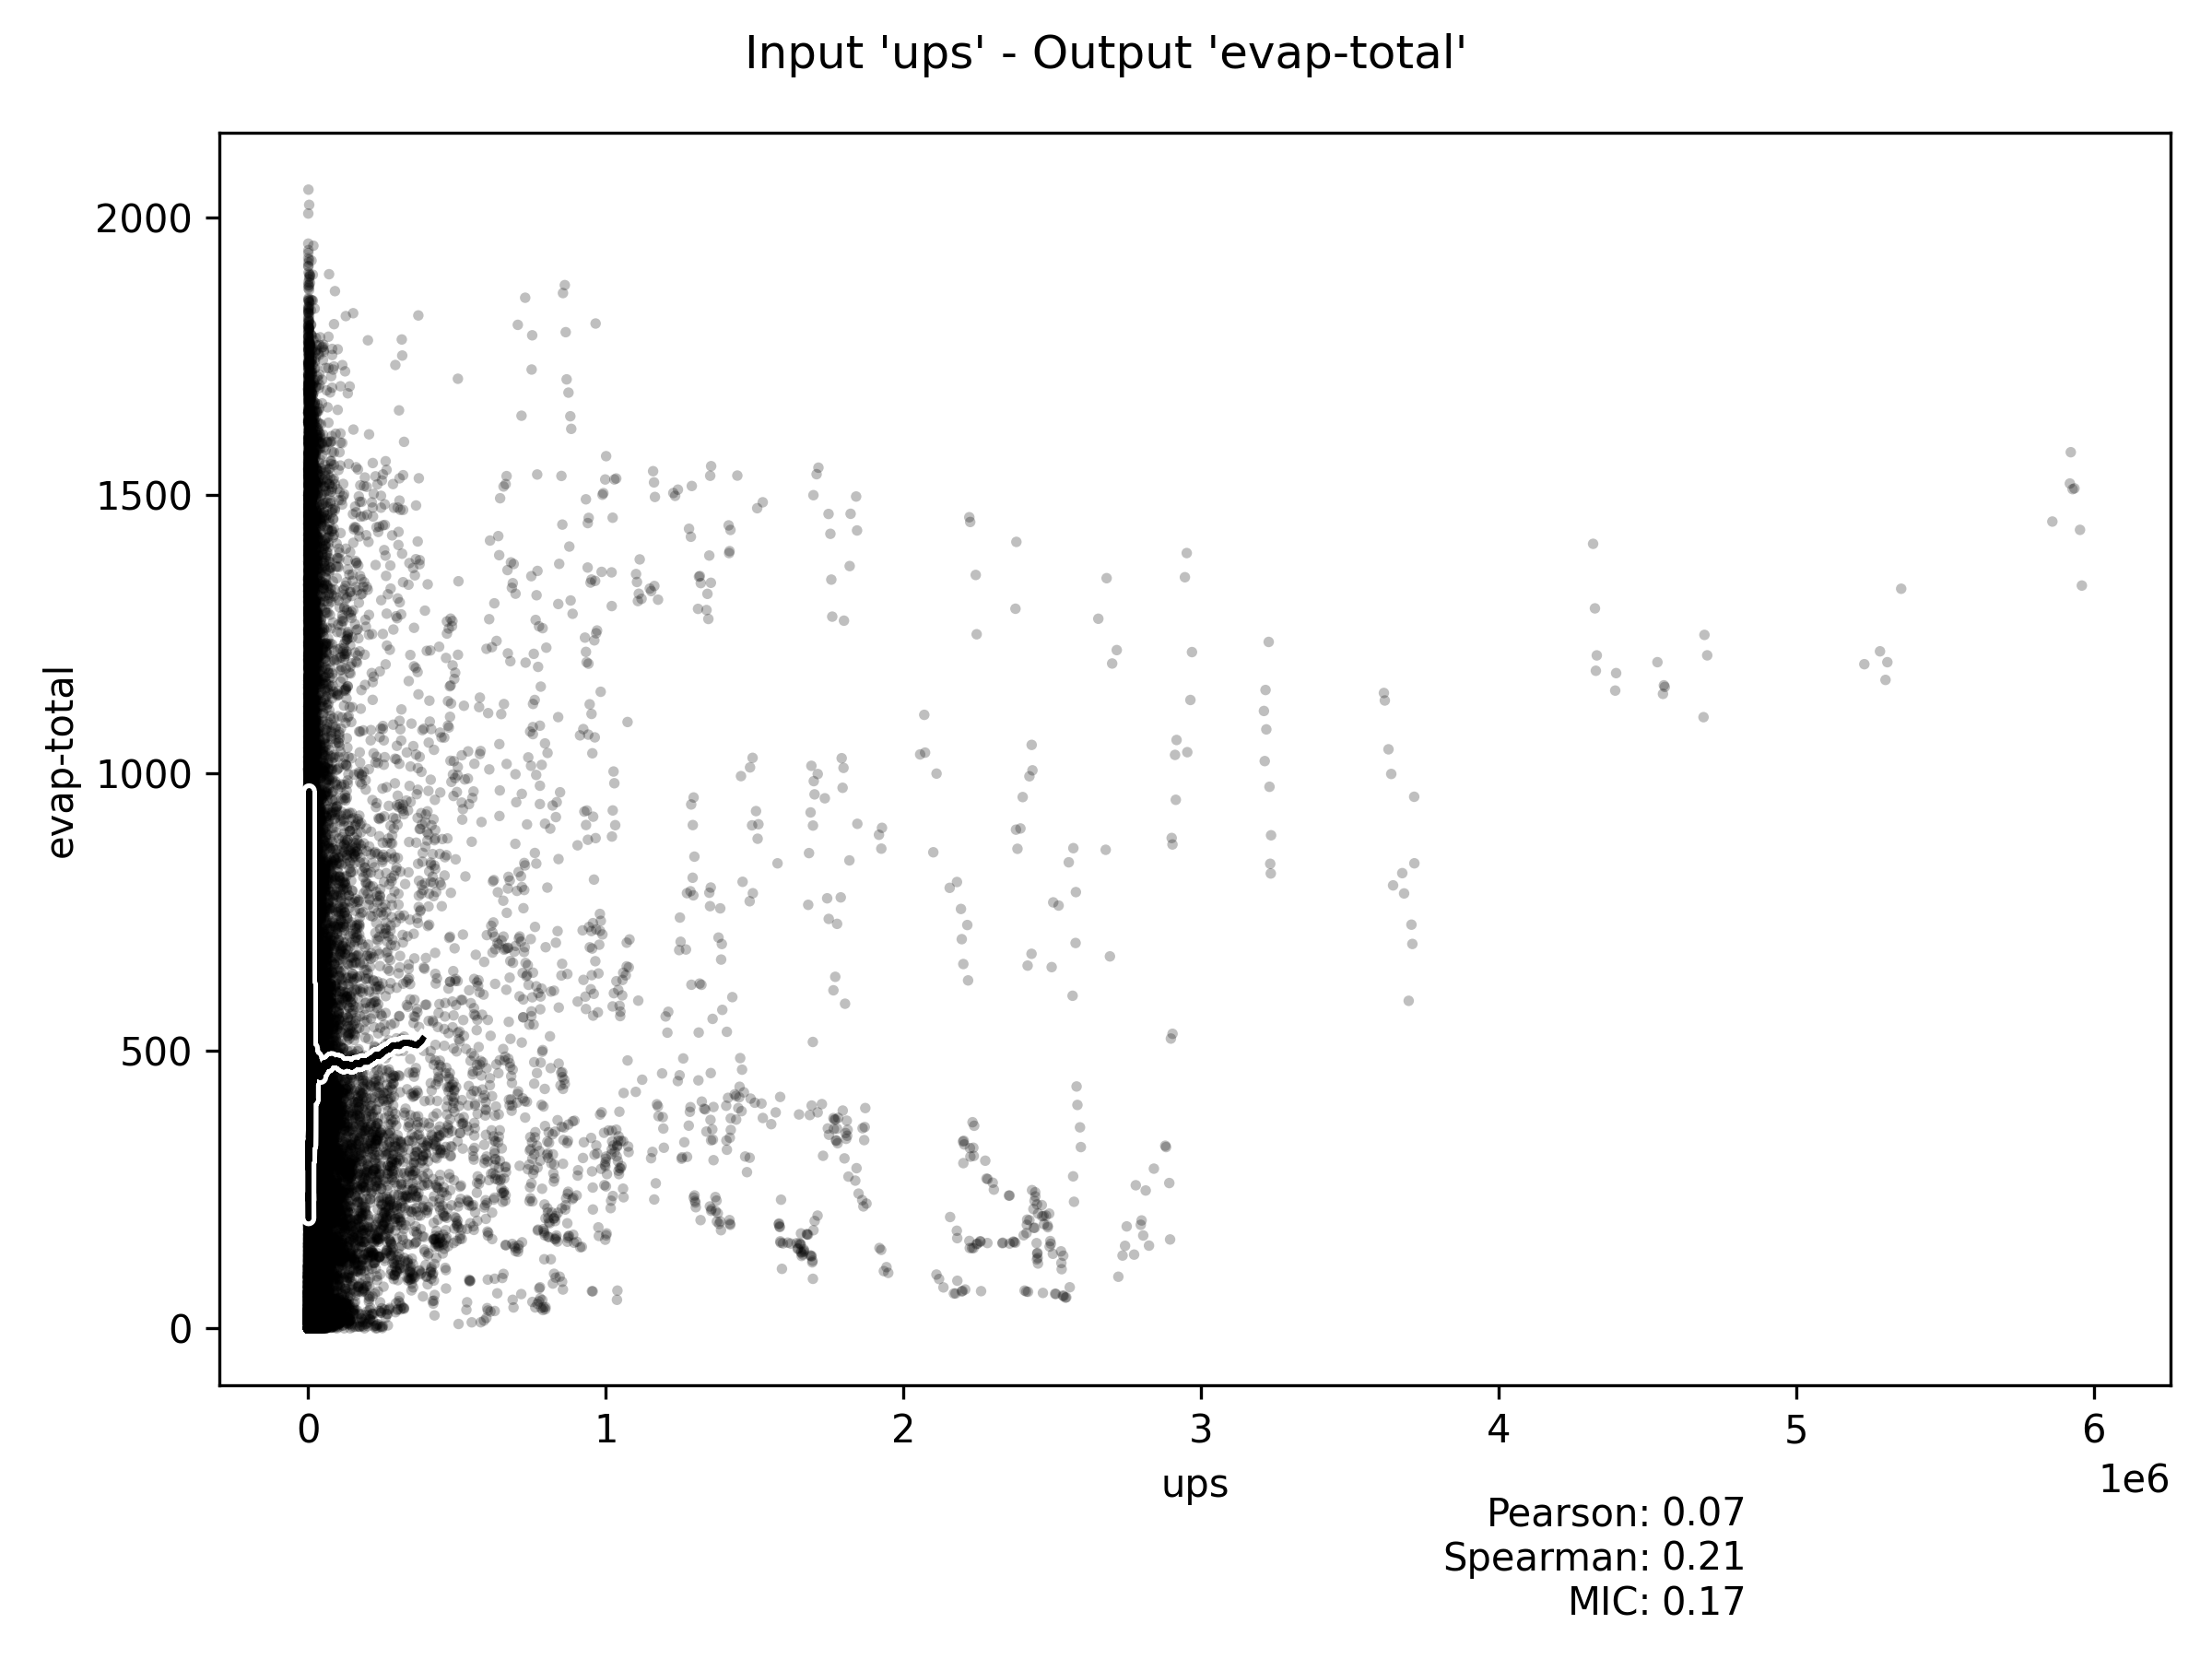 Input 'ups' - Output 'evap-total'
2000
1500
1000
500
0
evap-total
0 1 2 3 4 5 6
1e6
ups
Pearson: 0.07
Spearman: 0.21
MIC: 0.17